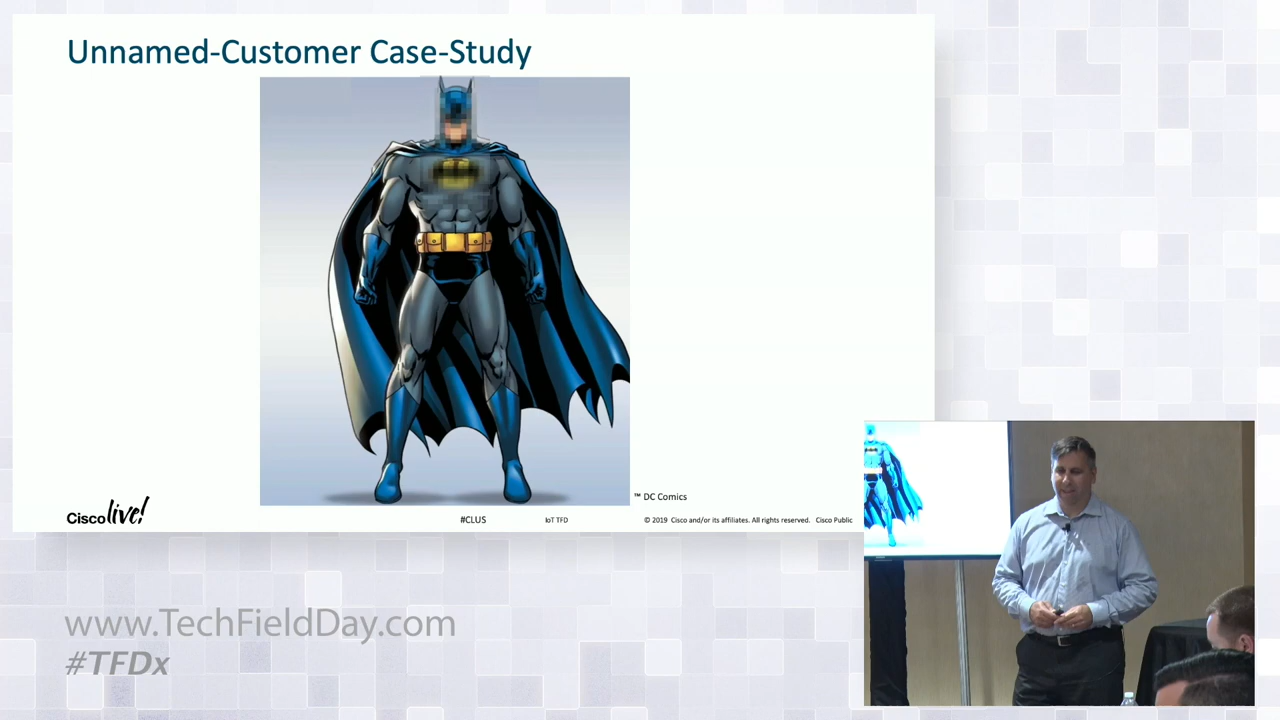 Unnamed-Customer Case-Study
™ DC Comics
Cisco live!
#CLUS
IoT TFD
© 2019 Cisco and/or its affiliates. All rights reserved. Cisco Public
www.TechFieldDay.com
#TFDx